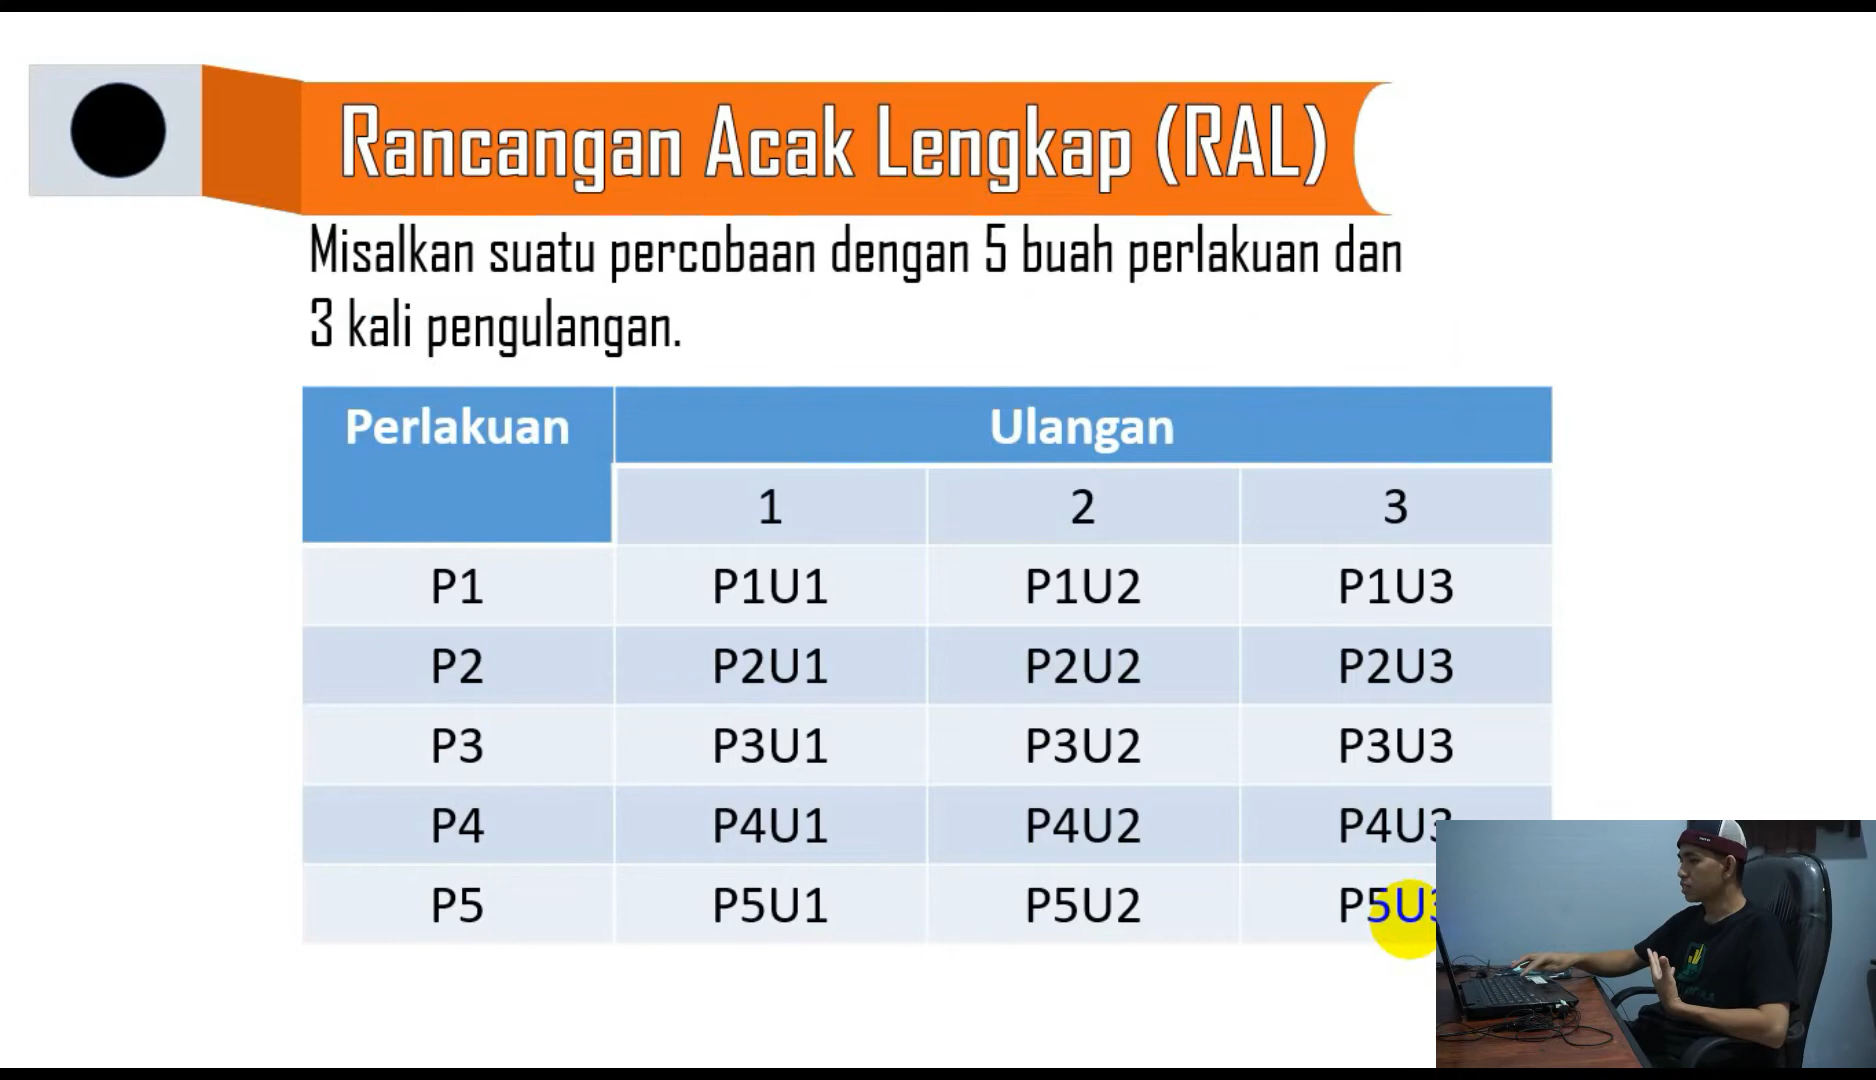 Rancangan Acak Lengkap (RAL)
Misalkan suatu percobaan dengan 5 buah perlakuan dan
3 kali pengulangan.
Perlakuan Ulangan
1 2 3
P1 P1U1 P1U2 P1U3
P2 P2U1 P2U2 P2U3
P3 P3U1 P3U2 P3U3
P4 P4U1 P4U2 P4U3
P5 P5U1 P5U2 P5U3